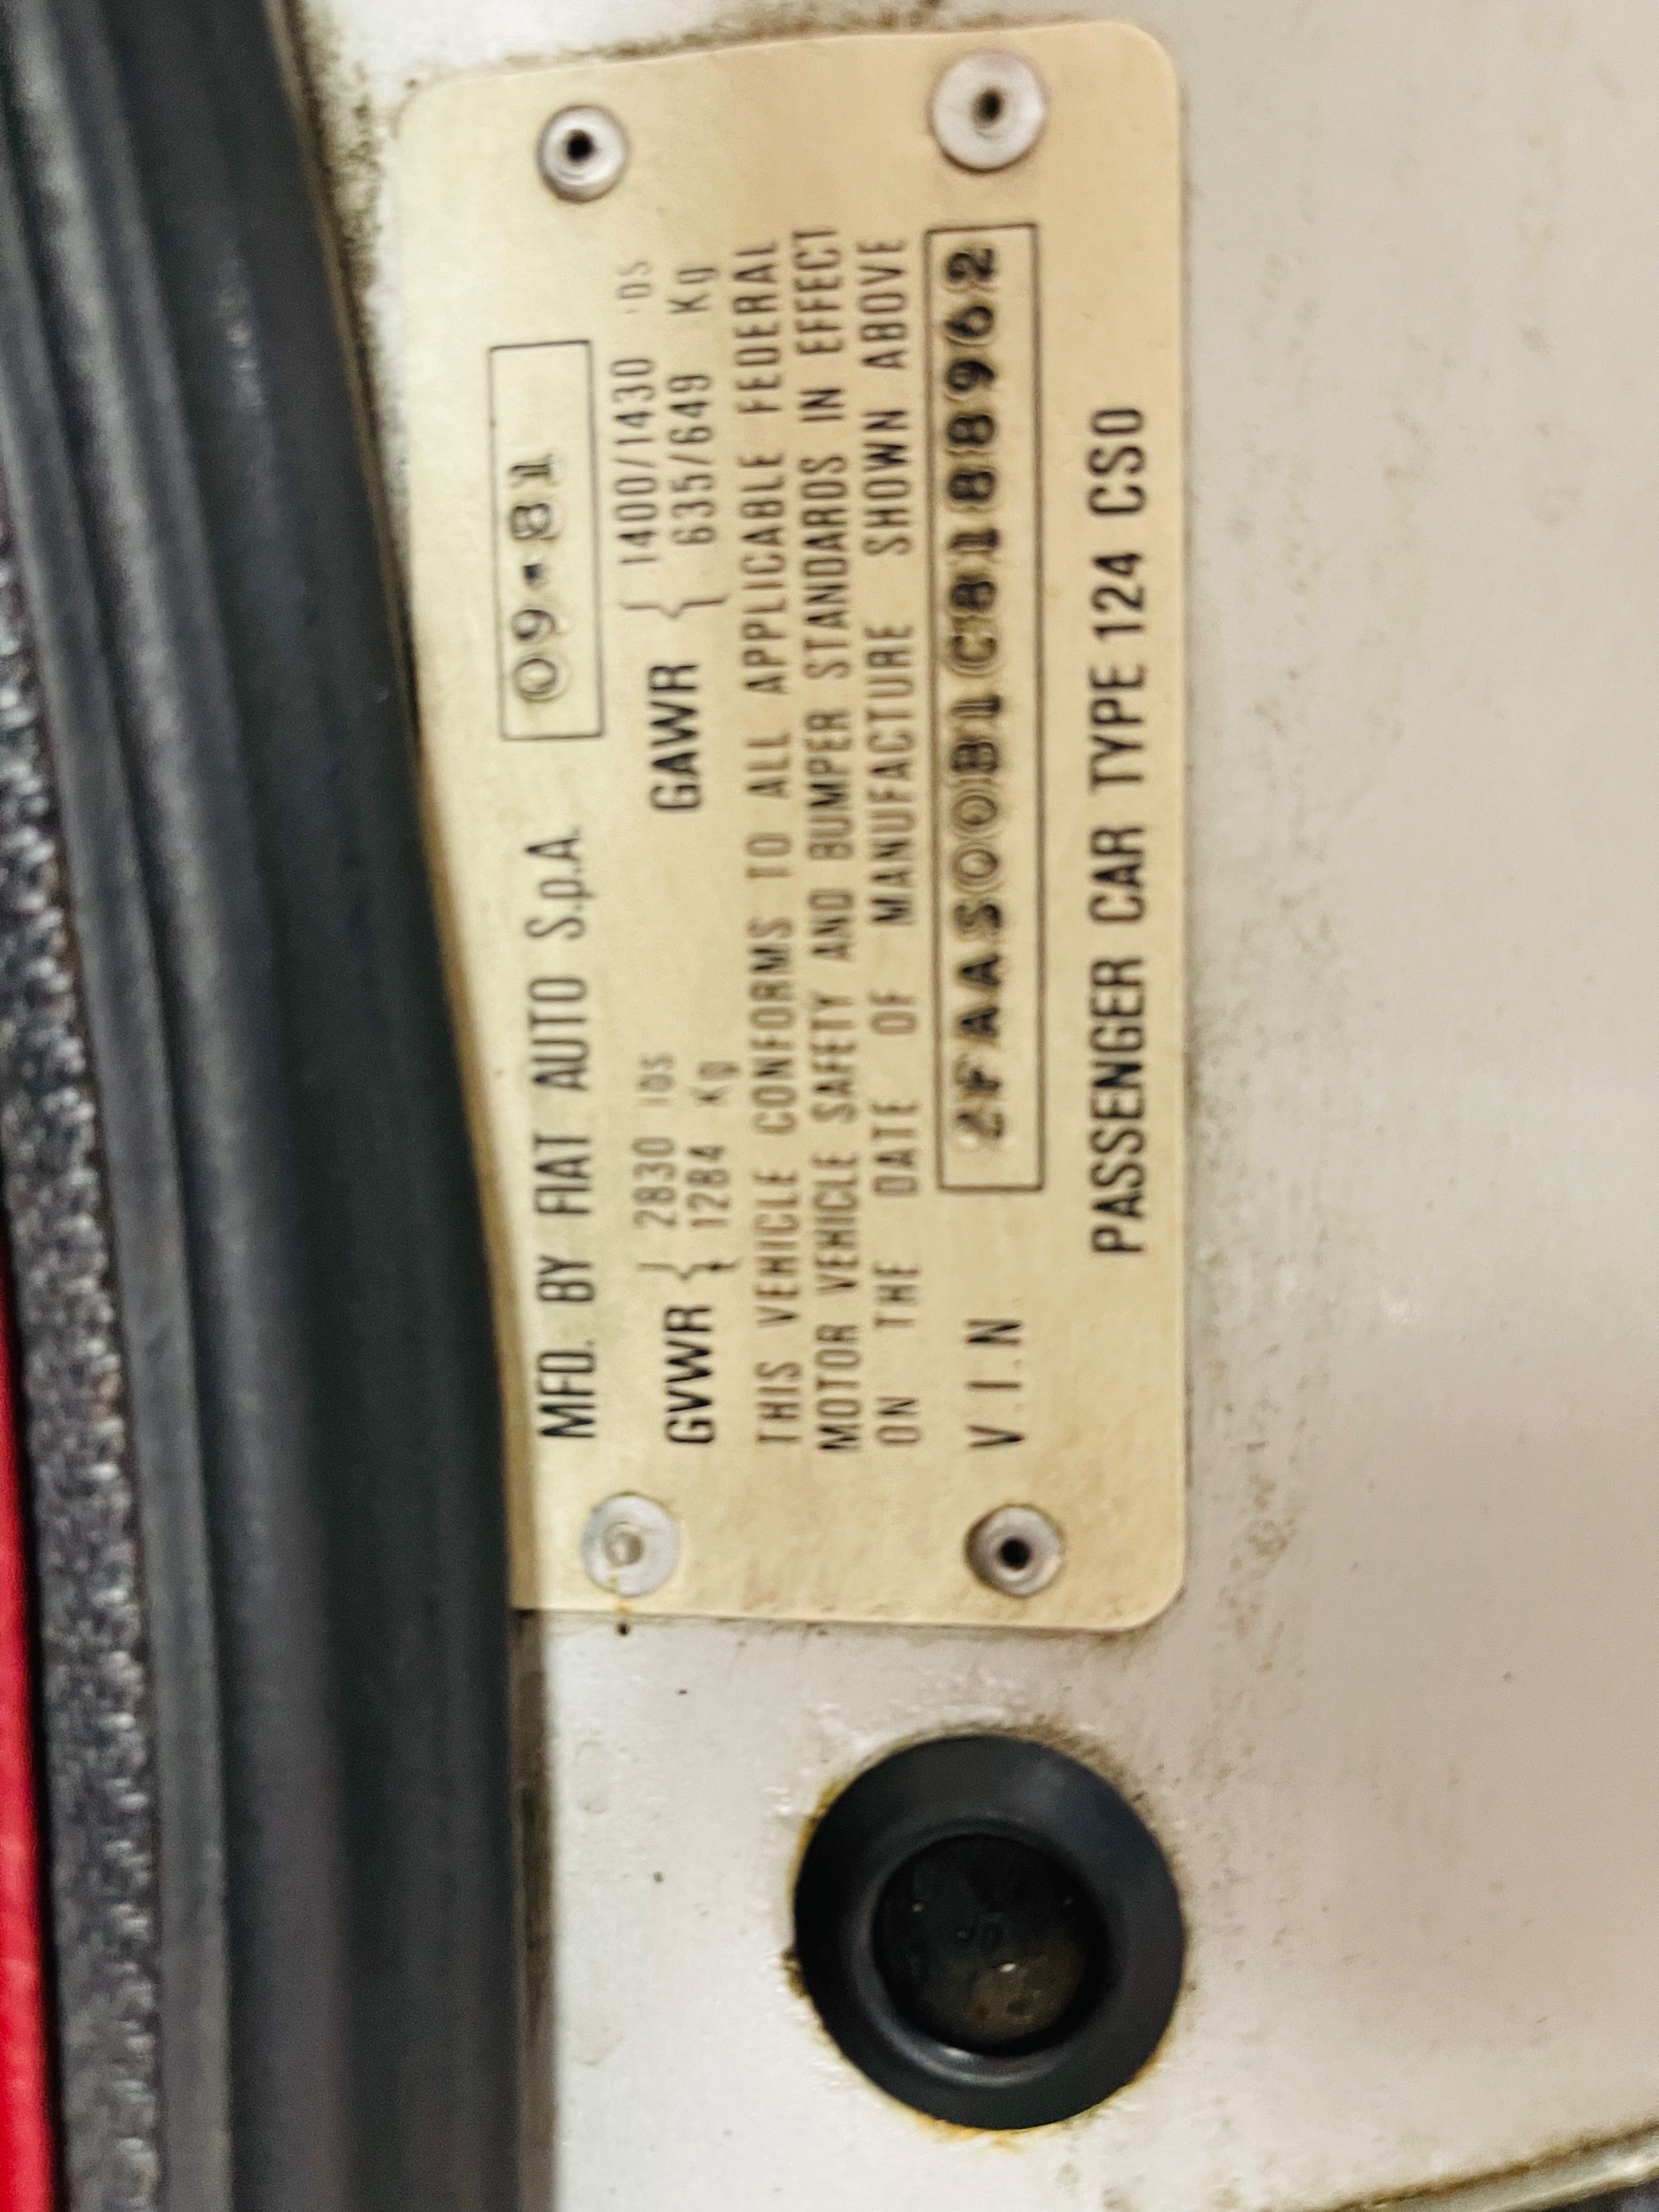 MFD. BY FIAT AUTO S.p.A. 09-81
GVWR { 2830 lbs GAWR { 1400/1430
{ 1284 Kg { 635/649 Kg
THIS VEHICLE CONFORMS TO ALL APPLICABLE FEDERAL
MOTOR VEHICLE SAFETY AND BUMPER STANDARDS IN EFFECT
ON THE DATE OF MANUFACTURE SHOWN ABOVE
V.I.N. ZFAAS00B1C8188962
PASSENGER CAR TYPE 124 CS0